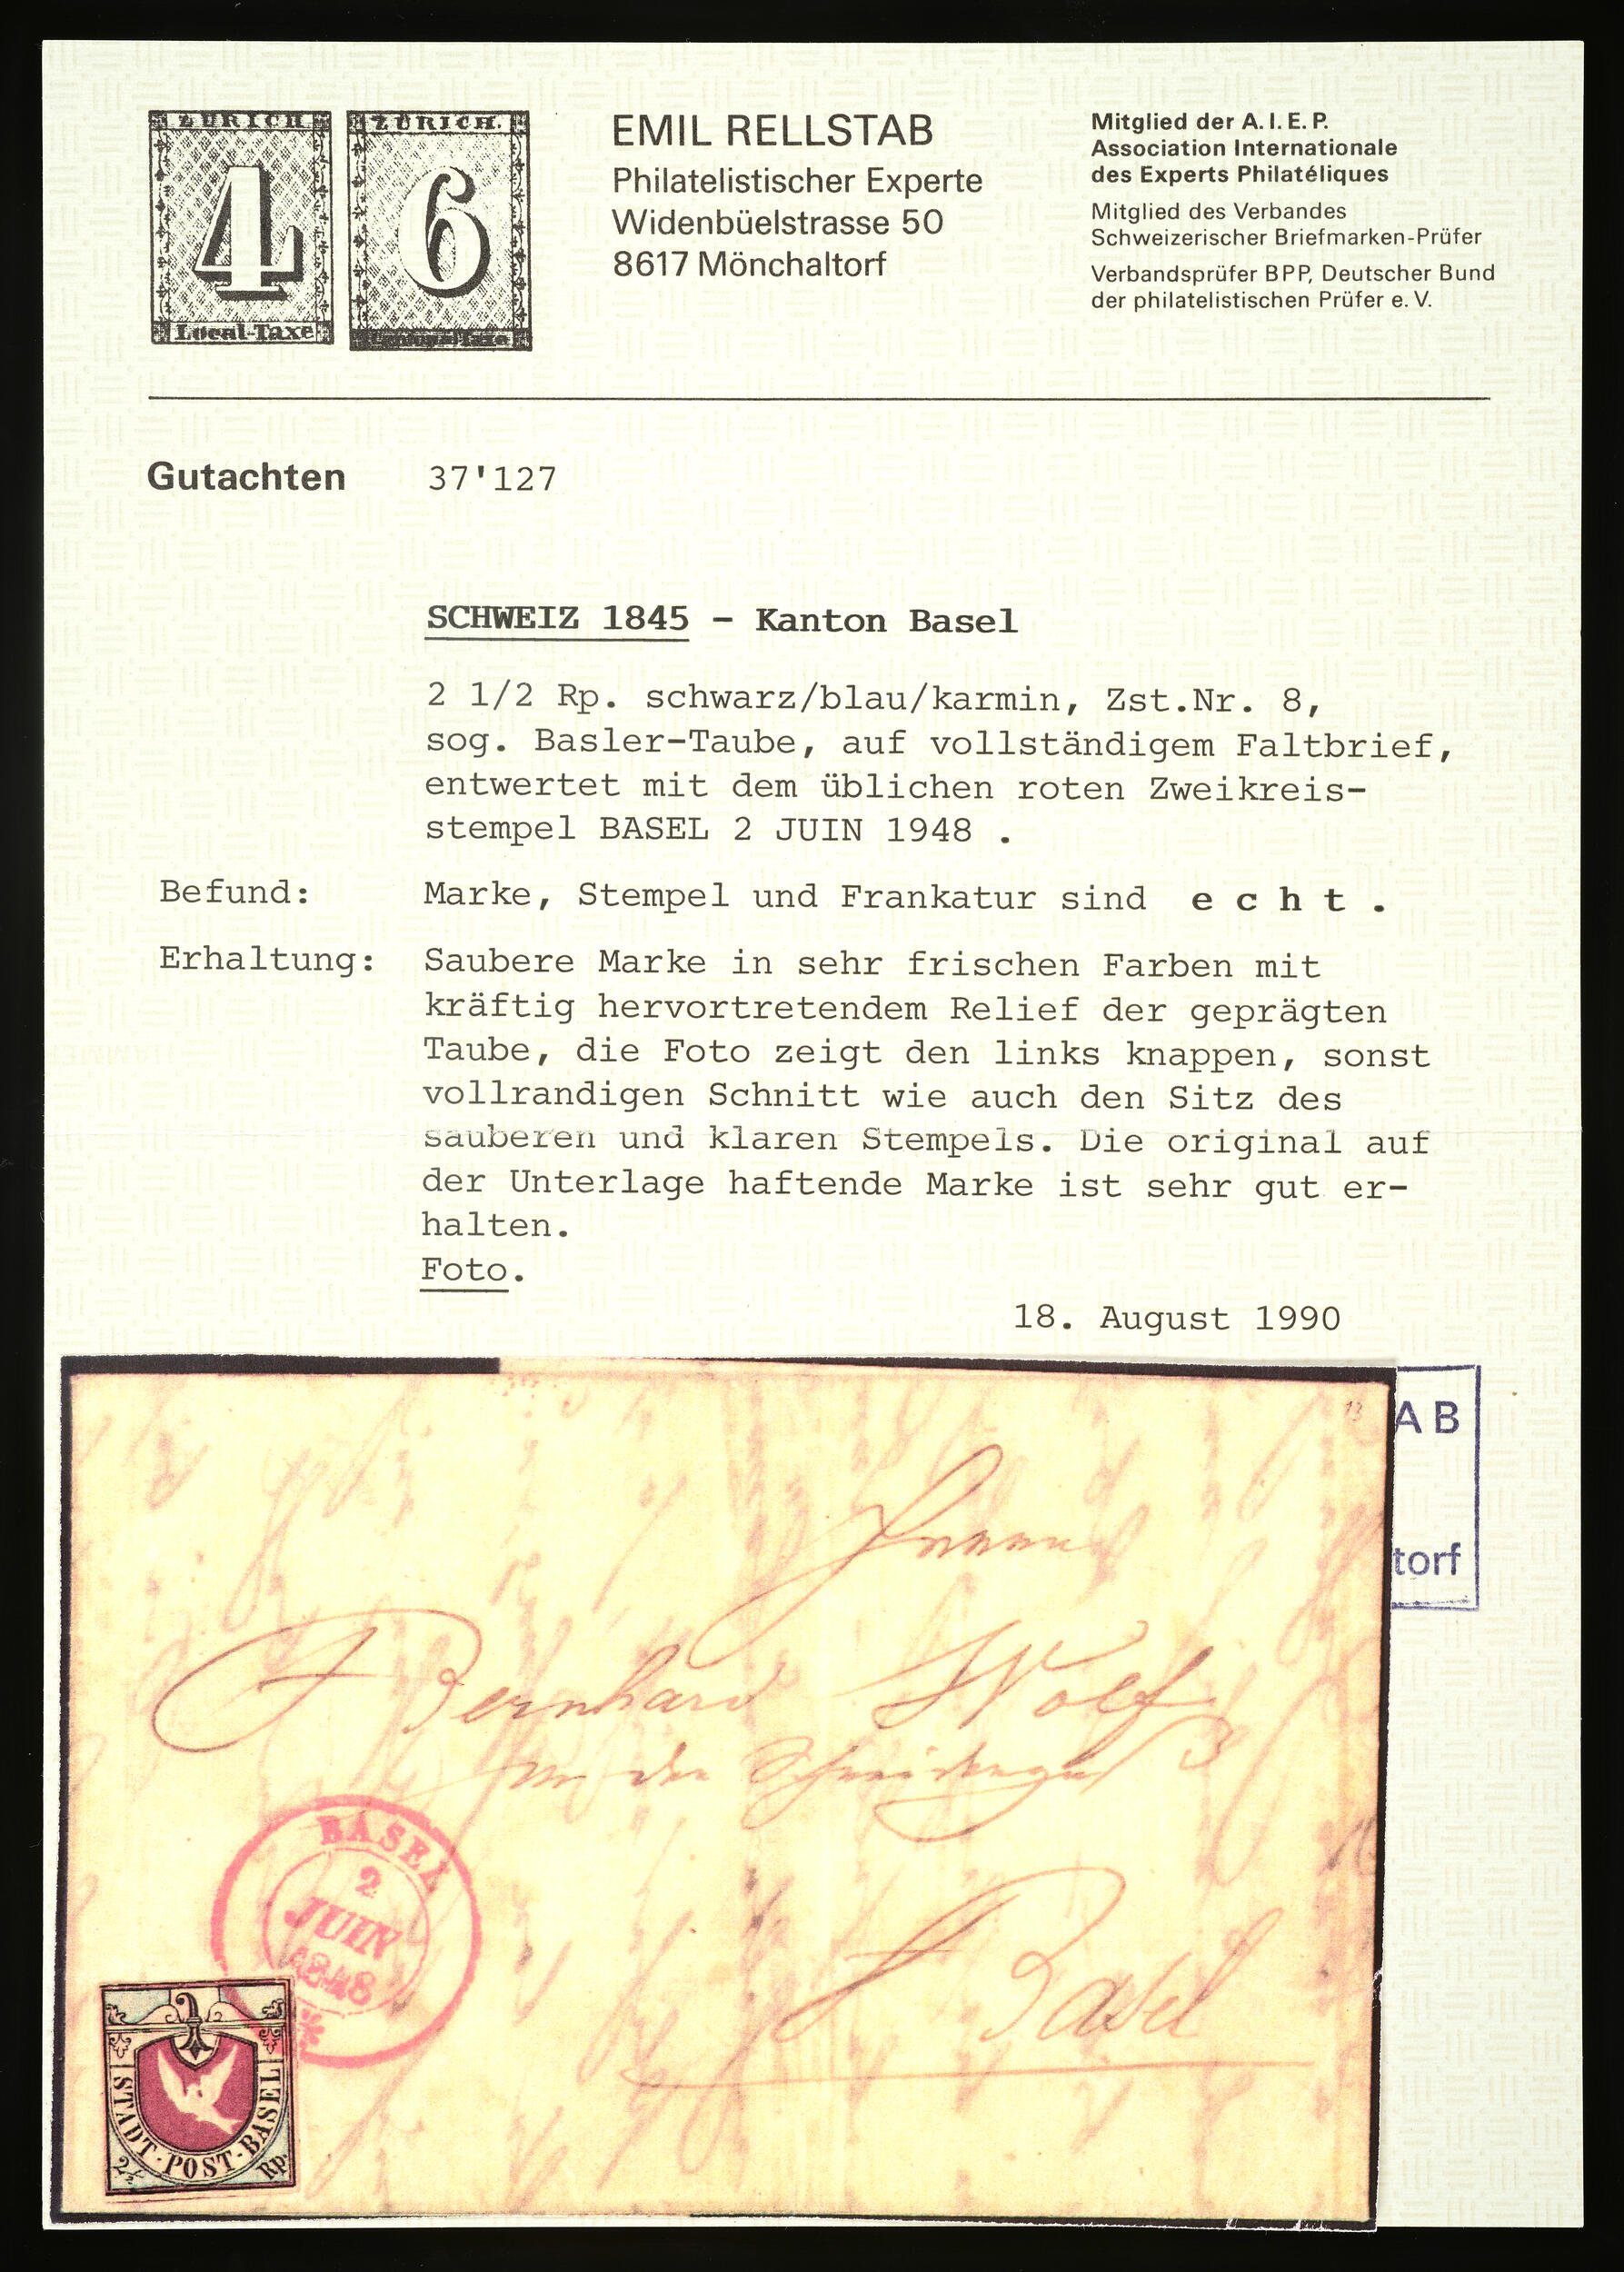 ZÜRICH.
4
Local-Taxe
ZÜRICH.
6
EMIL RELLSTAB
Philatelistischer Experte
Widenbüelstrasse 50
8617 Mönchaltorf
Mitglied der A.I.E.P.
Association Internationale
des Experts Philatéliques
Mitglied des Verbandes
Schweizerischer Briefmarken-Prüfer
Verbandsprüfer BPP, Deutscher Bund
der philatelistischen Prüfer e.V.
Gutachten 37'127
SCHWEIZ 1845 - Kanton Basel
2 1/2 Rp. schwarz/blau/karmin, Zst.Nr. 8,
sog. Basler-Taube, auf vollständigem Faltbrief,
entwertet mit dem üblichen roten Zweikreis-
stempel BASEL 2 JUIN 1948 .
Befund: Marke, Stempel und Frankatur sind e c h t .
Erhaltung: Saubere Marke in sehr frischen Farben mit
kräftig hervortretendem Relief der geprägten
Taube, die Foto zeigt den links knappen, sonst
vollrandigen Schnitt wie auch den Sitz des
sauberen und klaren Stempels. Die original auf
der Unterlage haftende Marke ist sehr gut er-
halten.
Foto.
18. August 1990
AB
torf
13
Bernhard Wolf
BASEL
2
JUIN
1848
Basel
STADT·POST·BASEL
2½ Rp.